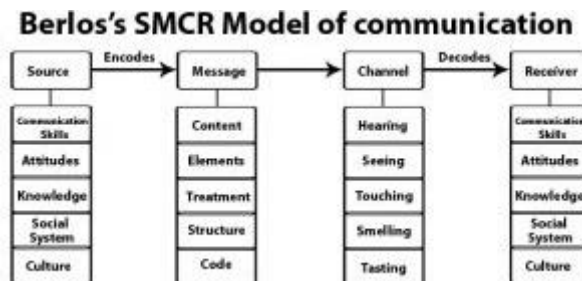 Berlos's SMCR Model of communication
Source
Encodes
Message
Channel
Decodes
Receiver
Communication
Skills
Attitudes
Knowledge
Social
System
Culture
Content
Elements
Treatment
Structure
Code
Hearing
Seeing
Touching
Smelling
Tasting
Communication
Skills
Attitudes
Knowledge
Social
System
Culture